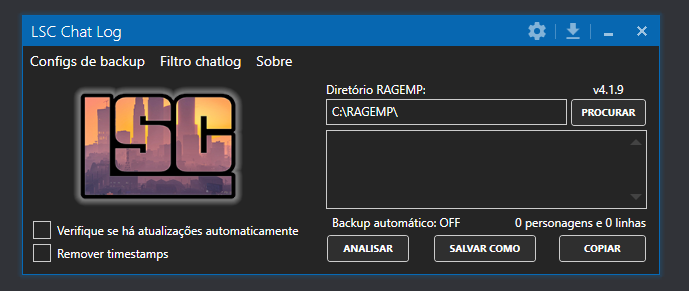 LSC Chat Log
Configs de backup Filtro chatlog Sobre
LSC
Diretório RAGEMP: v4.1.9
C:\RAGEMP\ PROCURAR
Backup automático: OFF 0 personagens e 0 linhas
Verifique se há atualizações automaticamente
Remover timestamps
ANALISAR SALVAR COMO COPIAR